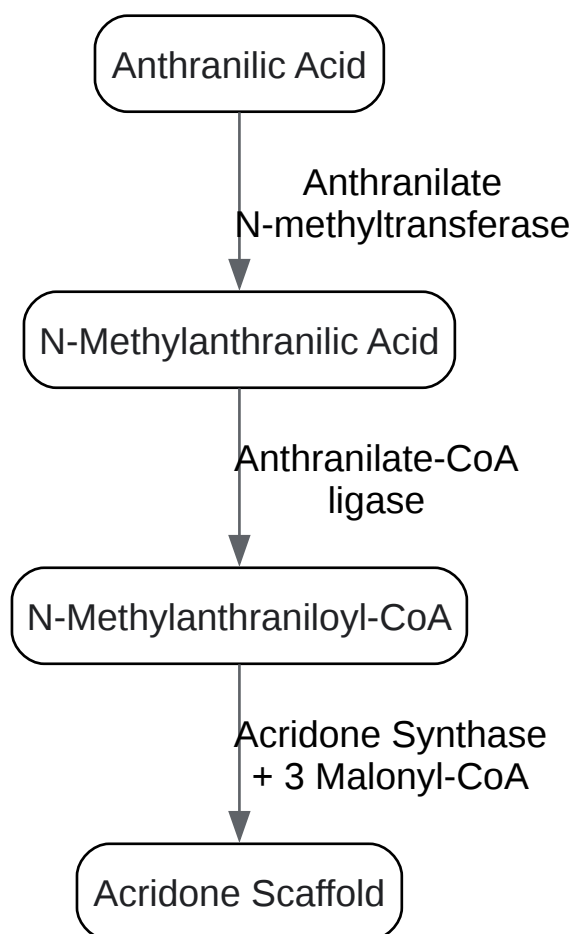 Anthranilic Acid
Anthranilate
N-methyltransferase
N-Methylanthranilic Acid
Anthranilate-CoA
ligase
N-Methylanthraniloyl-CoA
Acridone Synthase
+ 3 Malonyl-CoA
Acridone Scaffold